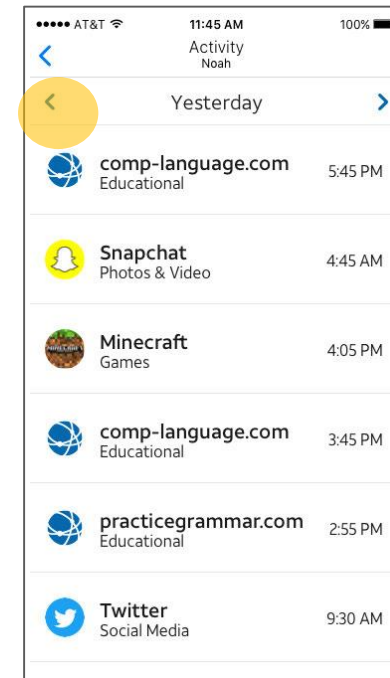 AT&T 11:45 AM 100%
Activity
Noah
Yesterday
comp-language.com
Educational
5:45 PM
Snapchat
Photos & Video
4:45 AM
Minecraft
Games
4:05 PM
comp-language.com
Educational
3:45 PM
practicegrammar.com
Educational
2:55 PM
Twitter
Social Media
9:30 AM